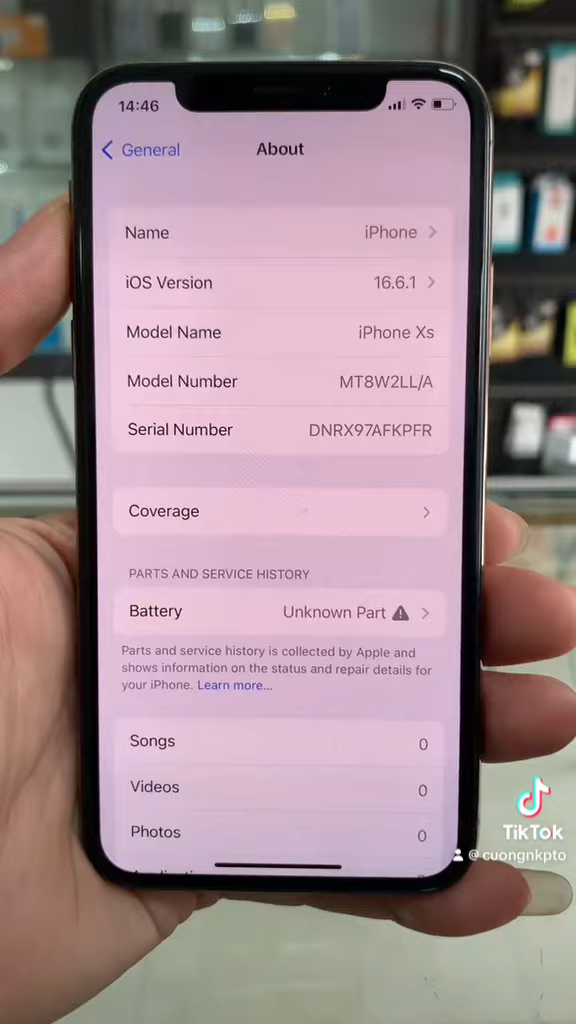 14:46
General
About
Name iPhone
iOS Version 16.6.1
Model Name iPhone Xs
Model Number MT8W2LL/A
Serial Number DNRX97AFKPFR
Coverage
PARTS AND SERVICE HISTORY
Battery Unknown Part
Parts and service history is collected by Apple and
shows information on the status and repair details for
your iPhone. Learn more...
Songs 0
Videos 0
Photos 0
TikTok
@cuongnkpto